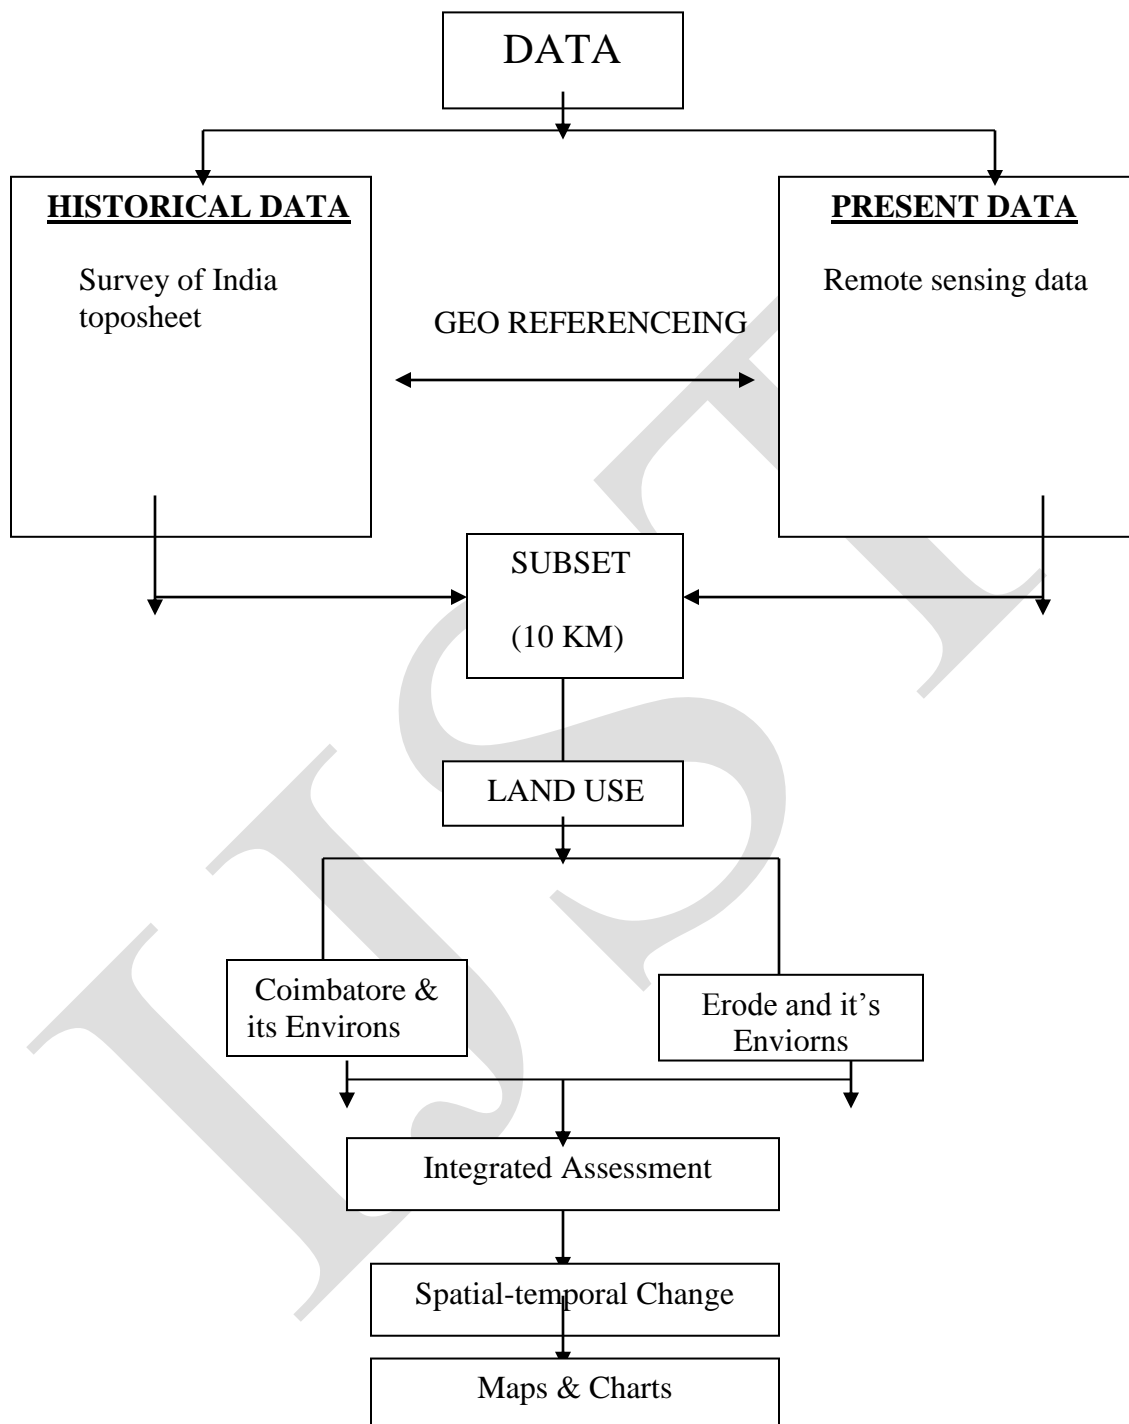 DATA
HISTORICAL DATA
Survey of India
toposheet
PRESENT DATA
Remote sensing data
GEO REFERENCEING
SUBSET
(10 KM)
LAND USE
Coimbatore &
its Environs
Erode and it’s
Enviorns
Integrated Assessment
Spatial-temporal Change
Maps & Charts
IJST